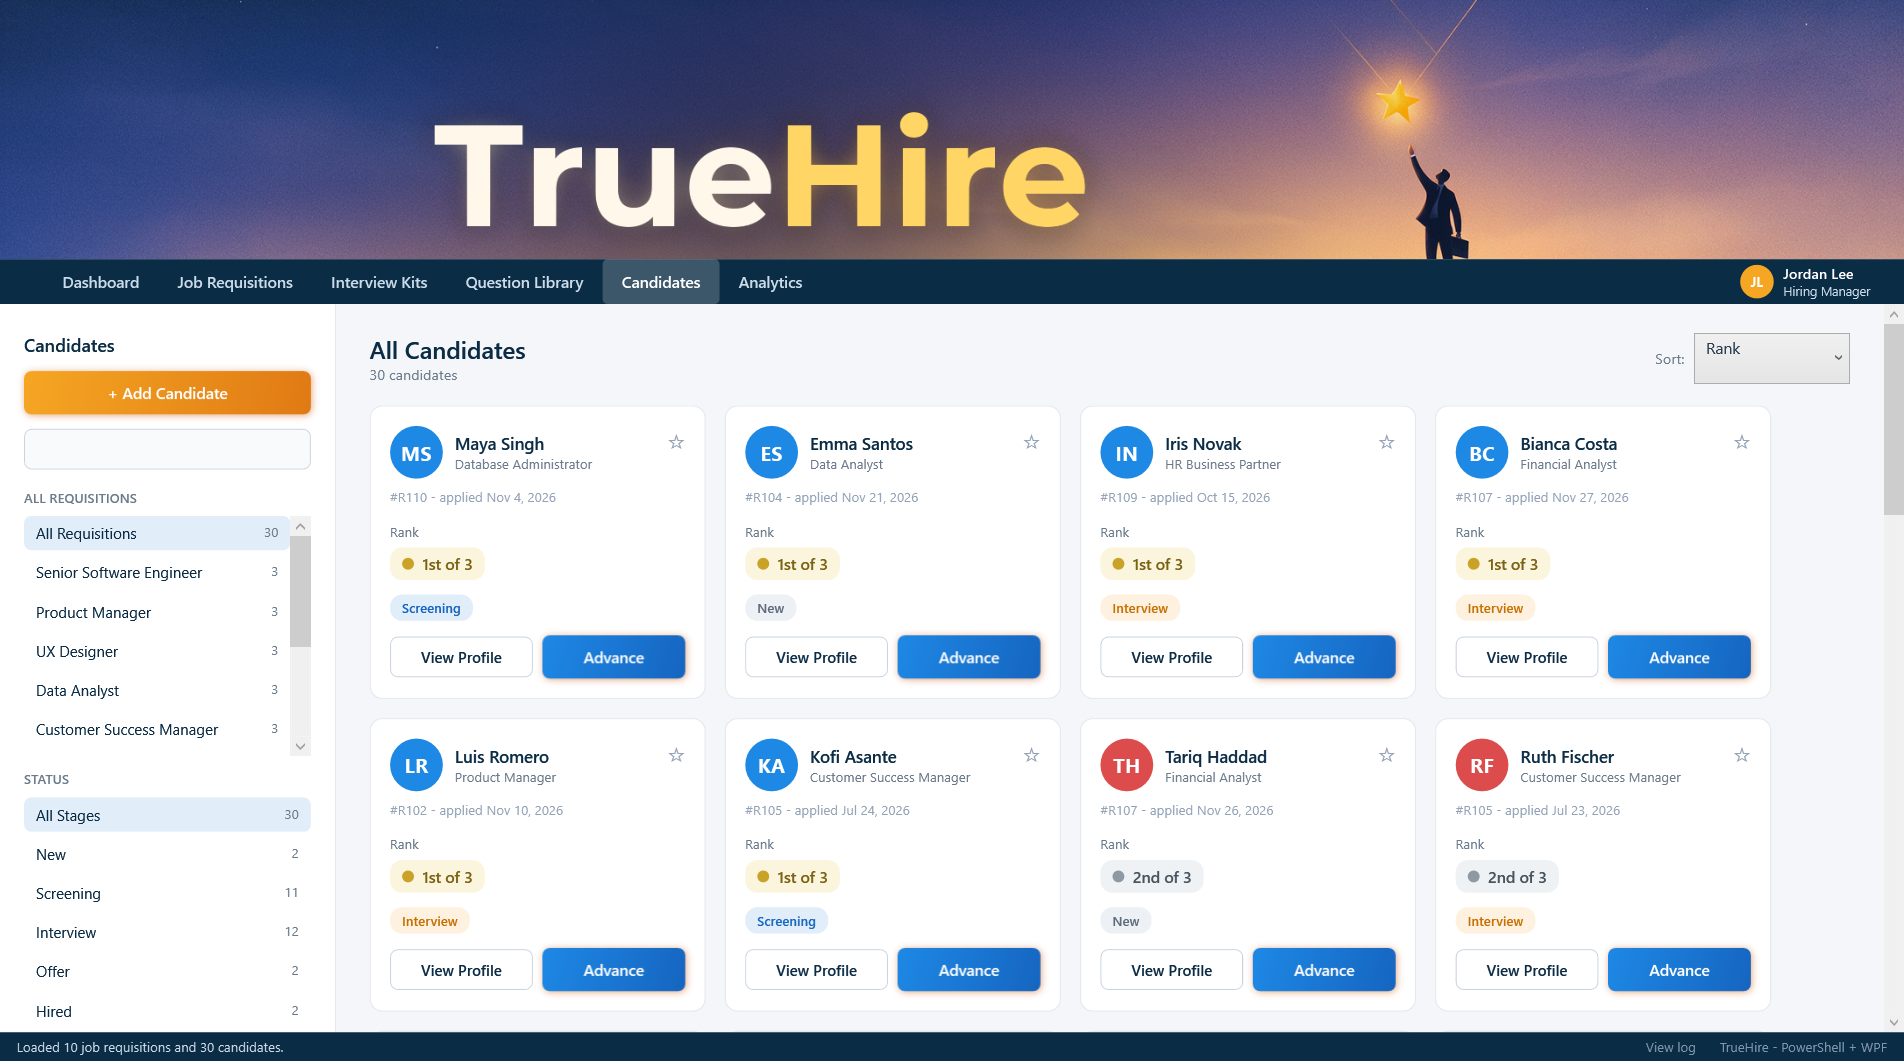 TrueHire
Dashboard
Job Requisitions
Interview Kits
Question Library
Candidates
Analytics
JL
Jordan Lee
Hiring Manager
Candidates
+ Add Candidate
ALL REQUISITIONS
All Requisitions 30
Senior Software Engineer 3
Product Manager 3
UX Designer 3
Data Analyst 3
Customer Success Manager 3
STATUS
All Stages 30
New 2
Screening 11
Interview 12
Offer 2
Hired 2
All Candidates
30 candidates
Sort: Rank
MS
Maya Singh
Database Administrator
#R110 - applied Nov 4, 2026
Rank
1st of 3
Screening
View Profile
Advance
ES
Emma Santos
Data Analyst
#R104 - applied Nov 21, 2026
Rank
1st of 3
New
View Profile
Advance
IN
Iris Novak
HR Business Partner
#R109 - applied Oct 15, 2026
Rank
1st of 3
Interview
View Profile
Advance
BC
Bianca Costa
Financial Analyst
#R107 - applied Nov 27, 2026
Rank
1st of 3
Interview
View Profile
Advance
LR
Luis Romero
Product Manager
#R102 - applied Nov 10, 2026
Rank
1st of 3
Interview
View Profile
Advance
KA
Kofi Asante
Customer Success Manager
#R105 - applied Jul 24, 2026
Rank
1st of 3
Screening
View Profile
Advance
TH
Tariq Haddad
Financial Analyst
#R107 - applied Nov 26, 2026
Rank
2nd of 3
New
View Profile
Advance
RF
Ruth Fischer
Customer Success Manager
#R105 - applied Jul 23, 2026
Rank
2nd of 3
Interview
View Profile
Advance
Loaded 10 job requisitions and 30 candidates.
View log
TrueHire - PowerShell + WPF